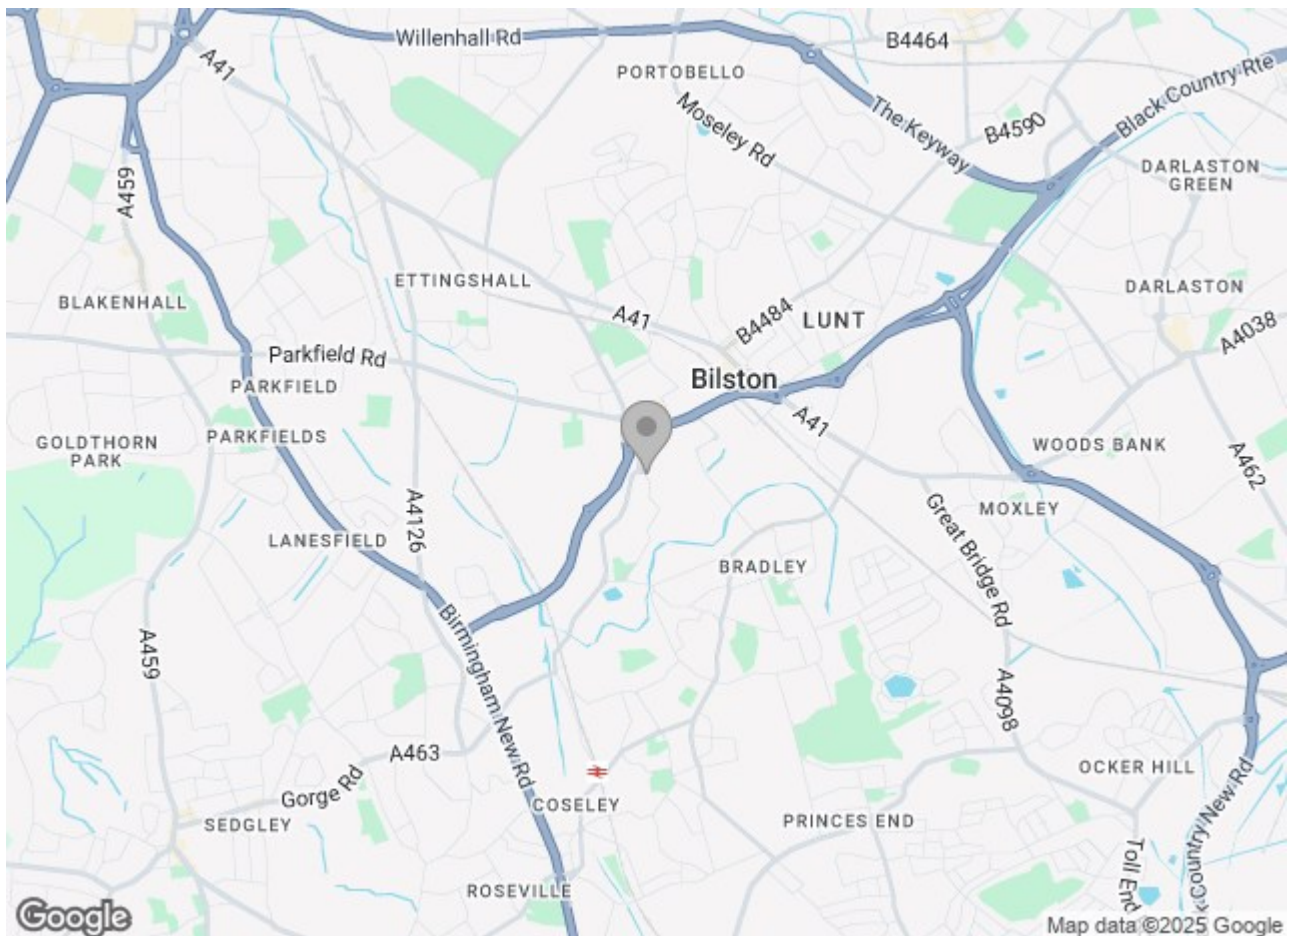 Willenhall Rd
B4464
A41
PORTOBELLO
Black Country Rte
Moseley Rd
The Keyway
B4590
DARLASTON
GREEN
A459
ETTINGSHALL
BLAKENHALL
DARLASTON
A41
B4484
LUNT
A4038
Parkfield Rd
Bilston
PARKFIELD
A41
GOLDTHORN
PARK
PARKFIELDS
WOODS BANK
A462
A4126
MOXLEY
Great Bridge Rd
LANESFIELD
BRADLEY
Birmingham New Rd
A459
A4098
A463
OCKER HILL
Gorge Rd
COSELEY
SEDGLEY
PRINCES END
Country New Rd
Toll End
ROSEVILLE
Google
Map data ©2025 Google